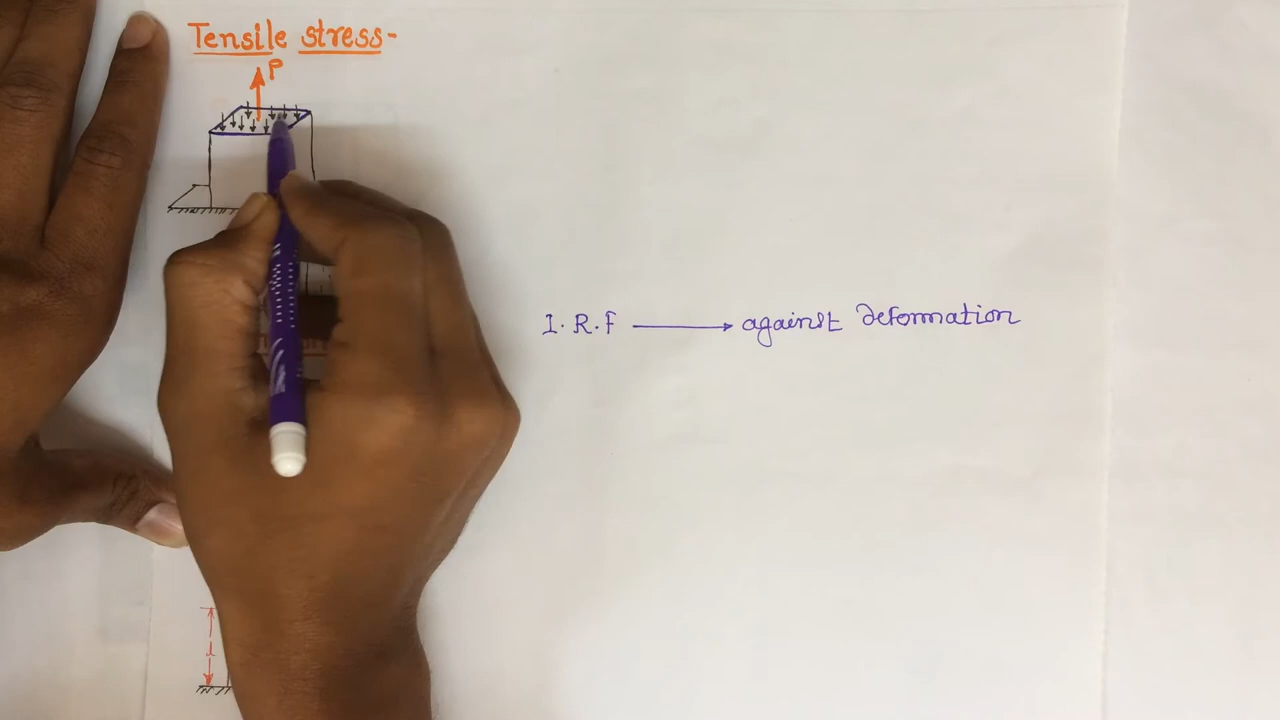 Tensile stress-
P
I.R.F → against deformation
l